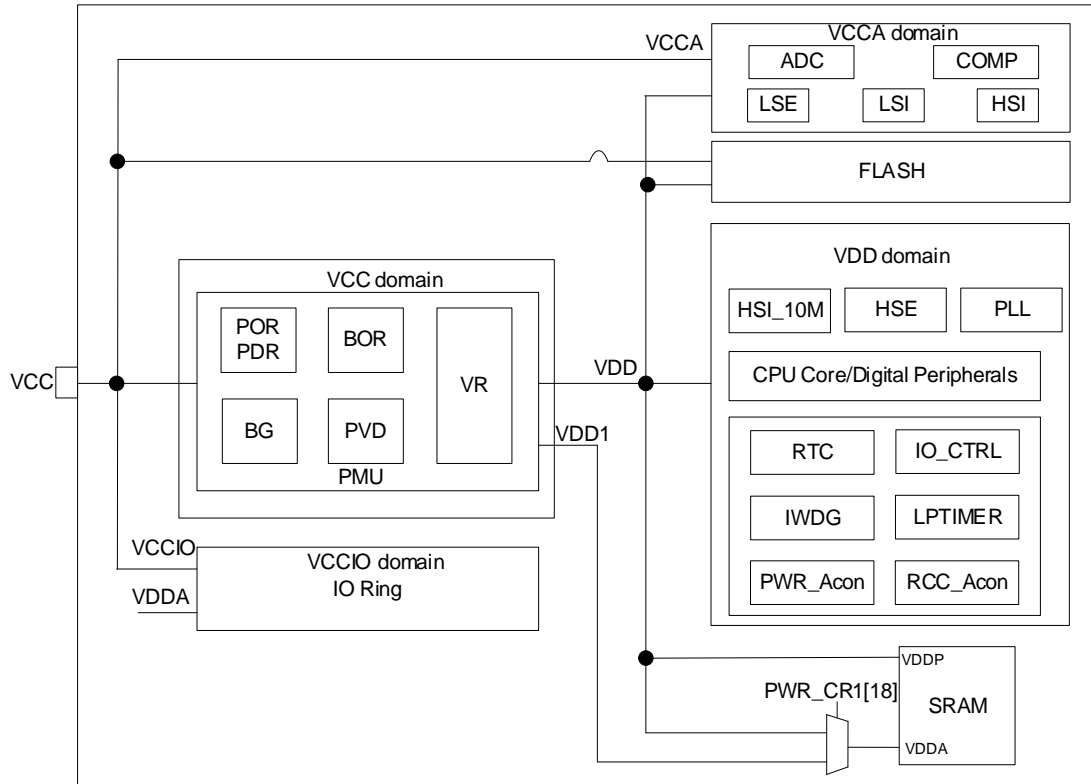 VCCA domain
VCCA
ADC
COMP
LSE
LSI
HSI
FLASH
VCC domain
POR
PDR
BOR
VR
BG
PVD
PMU
VCC
VDD
VDD1
VDD domain
HSI_10M
HSE
PLL
CPU Core/Digital Peripherals
RTC
IO_CTRL
IWDG
LPTIMER
PWR_Acon
RCC_Acon
VCCIO
VDDA
VCCIO domain
IO Ring
VDDP
PWR_CR1[18]
SRAM
VDDA